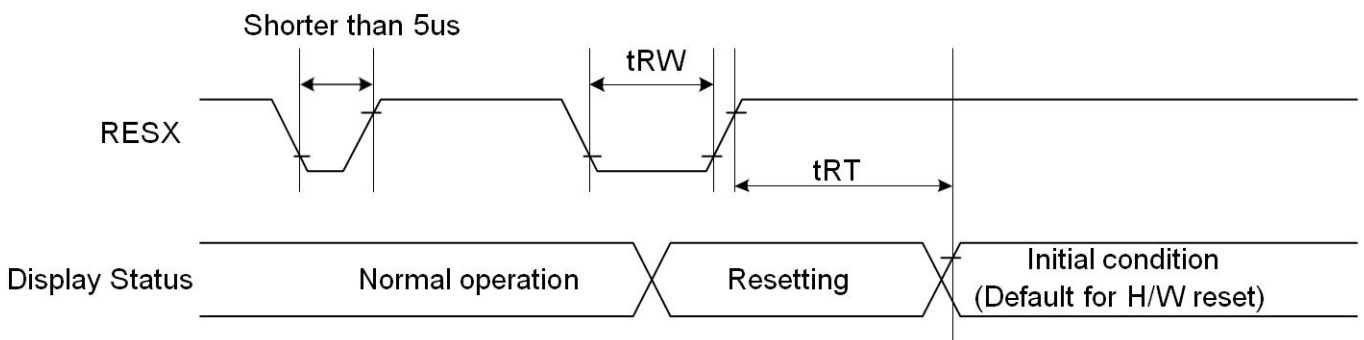 Shorter than 5us
tRW
RESX
tRT
Display Status
Normal operation
Resetting
Initial condition
(Default for H/W reset)